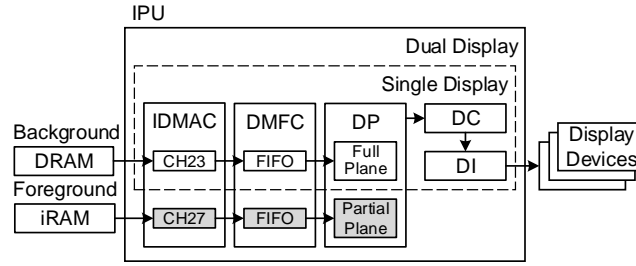 IPU
Dual Display
Single Display
IDMAC
DMFC
DP
DC
Background
DRAM
CH23
FIFO
Full
Plane
DI
Display
Devices
Foreground
iRAM
CH27
FIFO
Partial
Plane